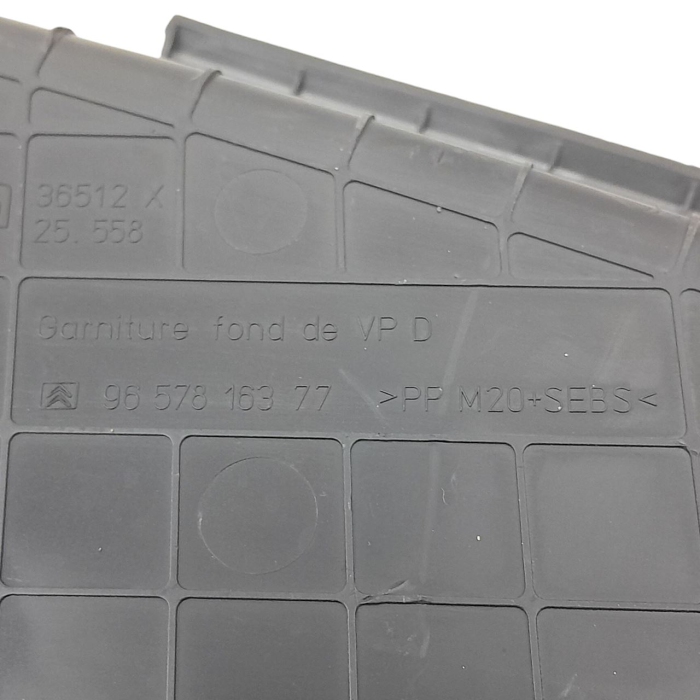 36512 X
25. 558
Garniture fond de VP D
96 578 163 77 >PP M20+SEBS<